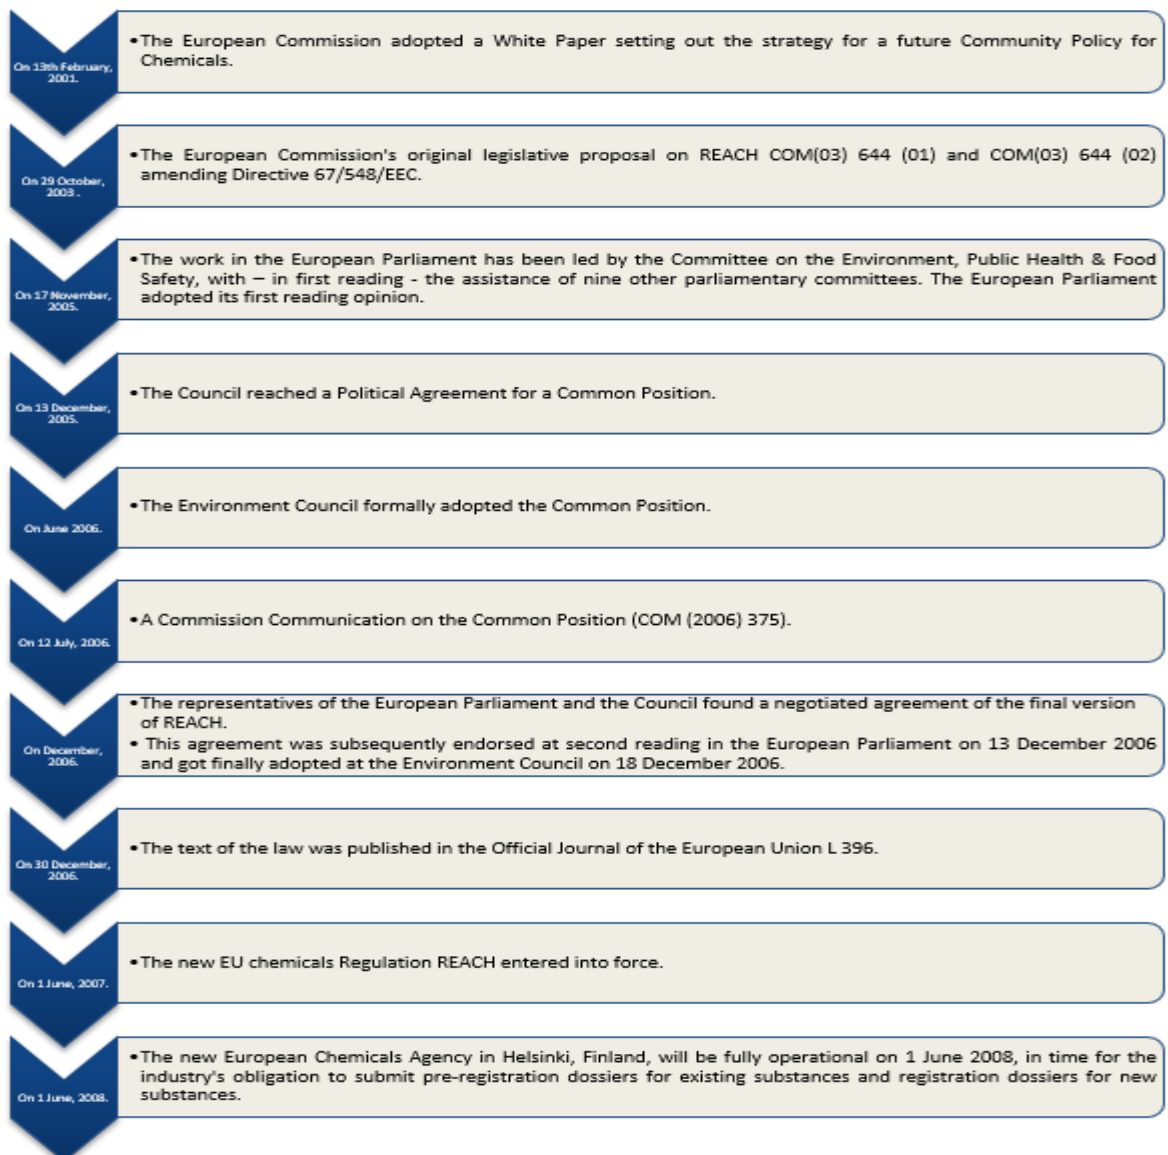 On 13th February,
2001.
•The European Commission adopted a White Paper setting out the strategy for a future Community Policy for
Chemicals.
On 29 October,
2003 .
•The European Commission's original legislative proposal on REACH COM(03) 644 (01) and COM(03) 644 (02)
amending Directive 67/548/EEC.
On 17 November,
2005.
•The work in the European Parliament has been led by the Committee on the Environment, Public Health & Food
Safety, with – in first reading - the assistance of nine other parliamentary committees. The European Parliament
adopted its first reading opinion.
On 13 December,
2005.
•The Council reached a Political Agreement for a Common Position.
On June 2006.
•The Environment Council formally adopted the Common Position.
On 12 July, 2006.
•A Commission Communication on the Common Position (COM (2006) 375).
On December,
2006.
•The representatives of the European Parliament and the Council found a negotiated agreement of the final version
of REACH.
• This agreement was subsequently endorsed at second reading in the European Parliament on 13 December 2006
and got finally adopted at the Environment Council on 18 December 2006.
On 30 December,
2006.
•The text of the law was published in the Official Journal of the European Union L 396.
On 1 June, 2007.
•The new EU chemicals Regulation REACH entered into force.
On 1 June, 2008.
•The new European Chemicals Agency in Helsinki, Finland, will be fully operational on 1 June 2008, in time for the
industry's obligation to submit pre-registration dossiers for existing substances and registration dossiers for new
substances.